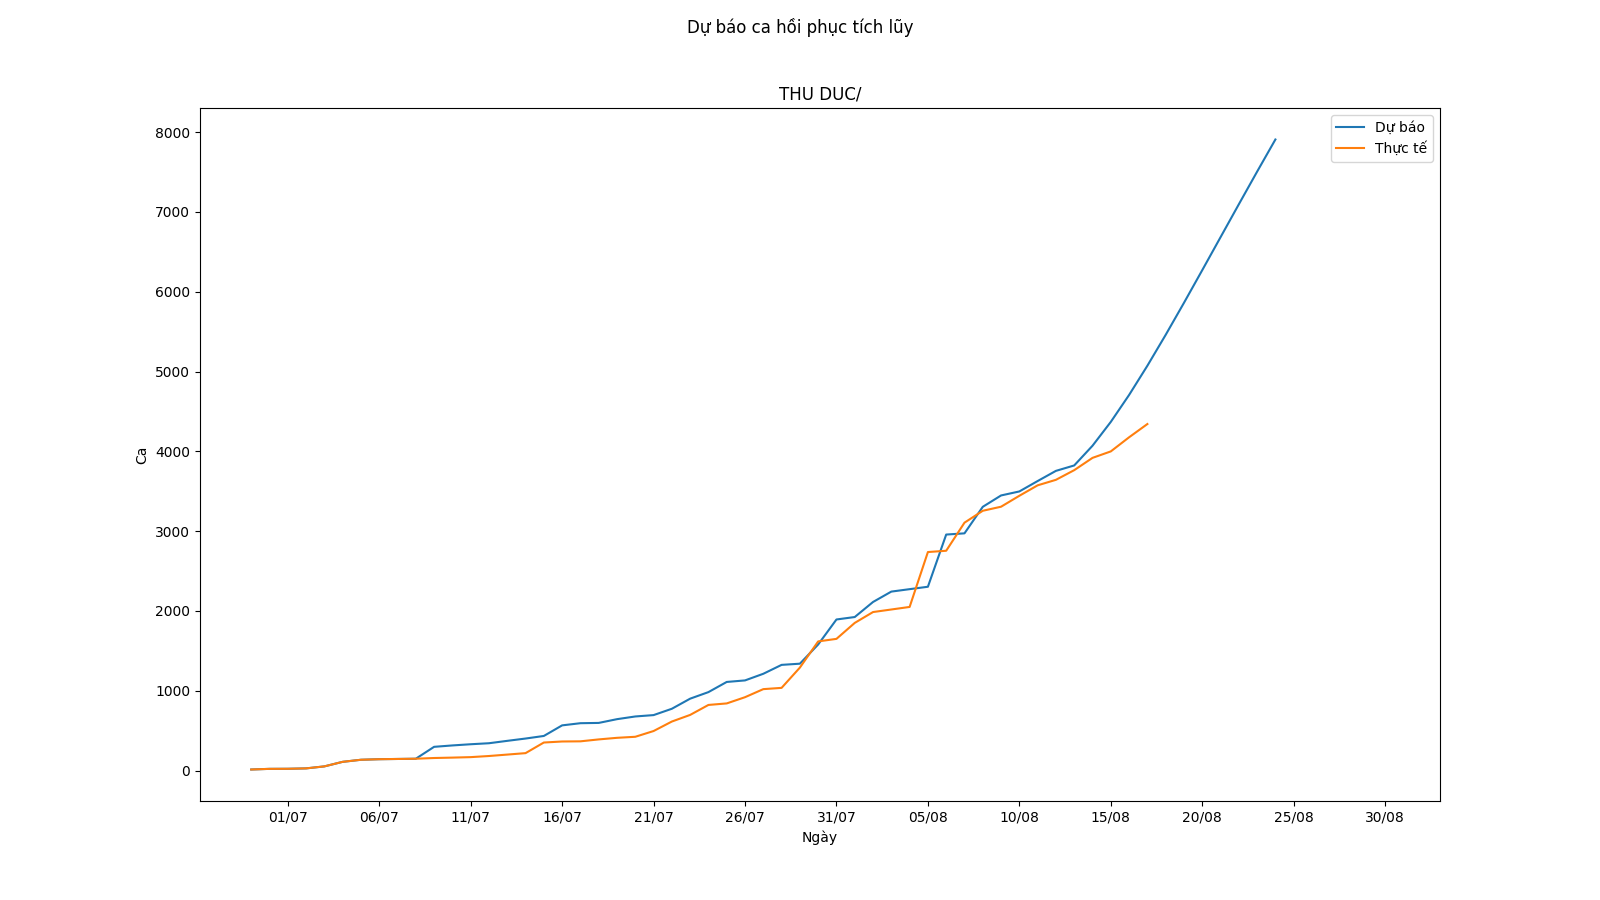 Dự báo ca hồi phục tích lũy
THU DUC/
Dự báo
Thực tế
8000
7000
6000
5000
4000
3000
2000
1000
0
Ca
01/07 06/07 11/07 16/07 21/07 26/07 31/07 05/08 10/08 15/08 20/08 25/08 30/08
Ngày